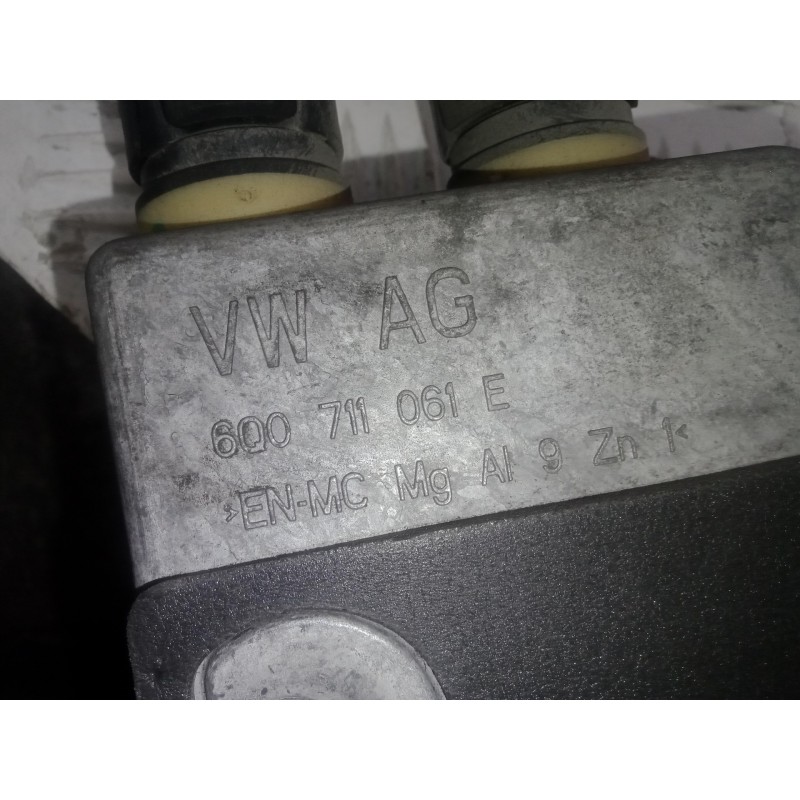 VW AG
6Q0 711 061 E
>EN-MC Mg Al 9 Zn 1<